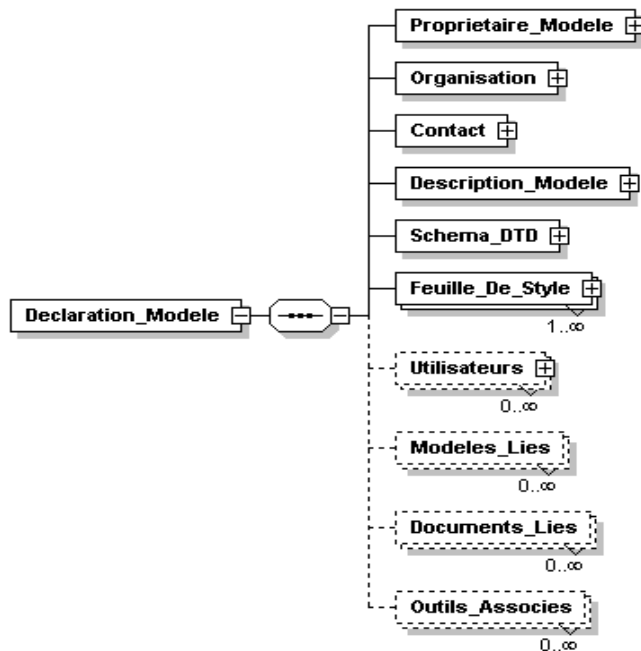 Proprietaire_Modele
Organisation
Contact
Description_Modele
Schema_DTD
Feuille_De_Style
1..∞
Declaration_Modele
Utilisateurs
0..∞
Modeles_Lies
0..∞
Documents_Lies
0..∞
Outils_Associes
0..∞